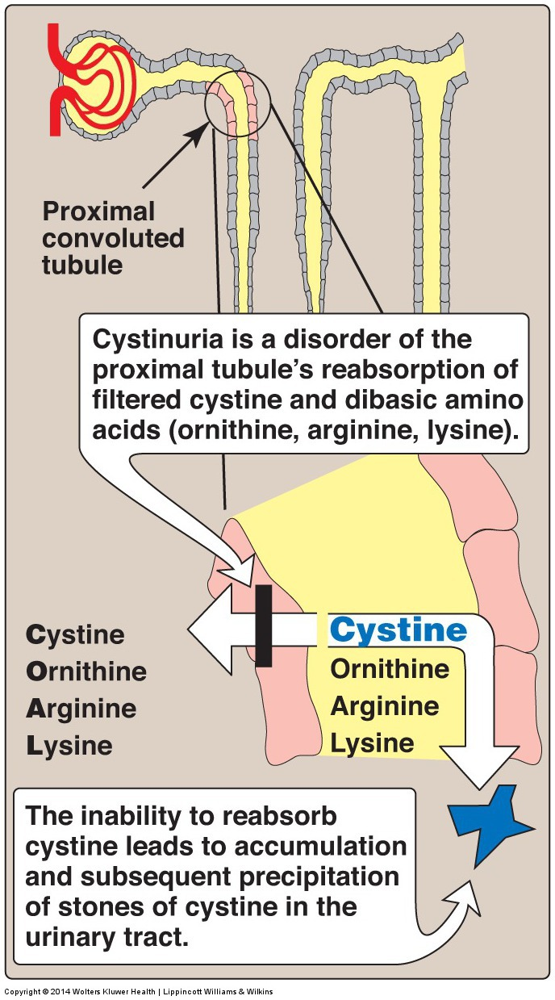 Proximal
convoluted
tubule
Cystinuria is a disorder of the
proximal tubule’s reabsorption of
filtered cystine and dibasic amino
acids (ornithine, arginine, lysine).
Cystine
Ornithine
Arginine
Lysine
Cystine
Ornithine
Arginine
Lysine
The inability to reabsorb
cystine leads to accumulation
and subsequent precipitation
of stones of cystine in the
urinary tract.
Copyright © 2014 Wolters Kluwer Health | Lippincott Williams & Wilkins